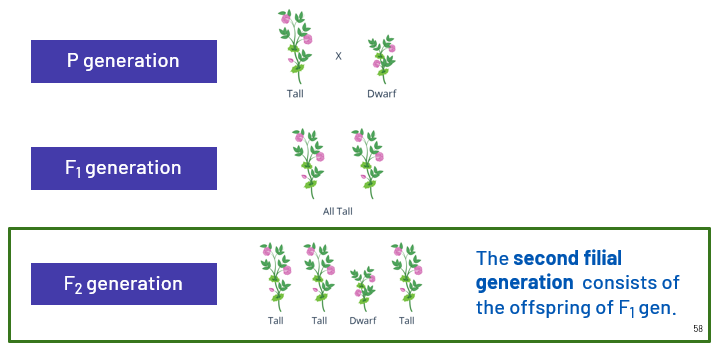 P generation
X
Tall
Dwarf
F₁ generation
All Tall
F₂ generation
Tall
Tall
Dwarf
Tall
The second filial
generation consists of
the offspring of F₁ gen.
58